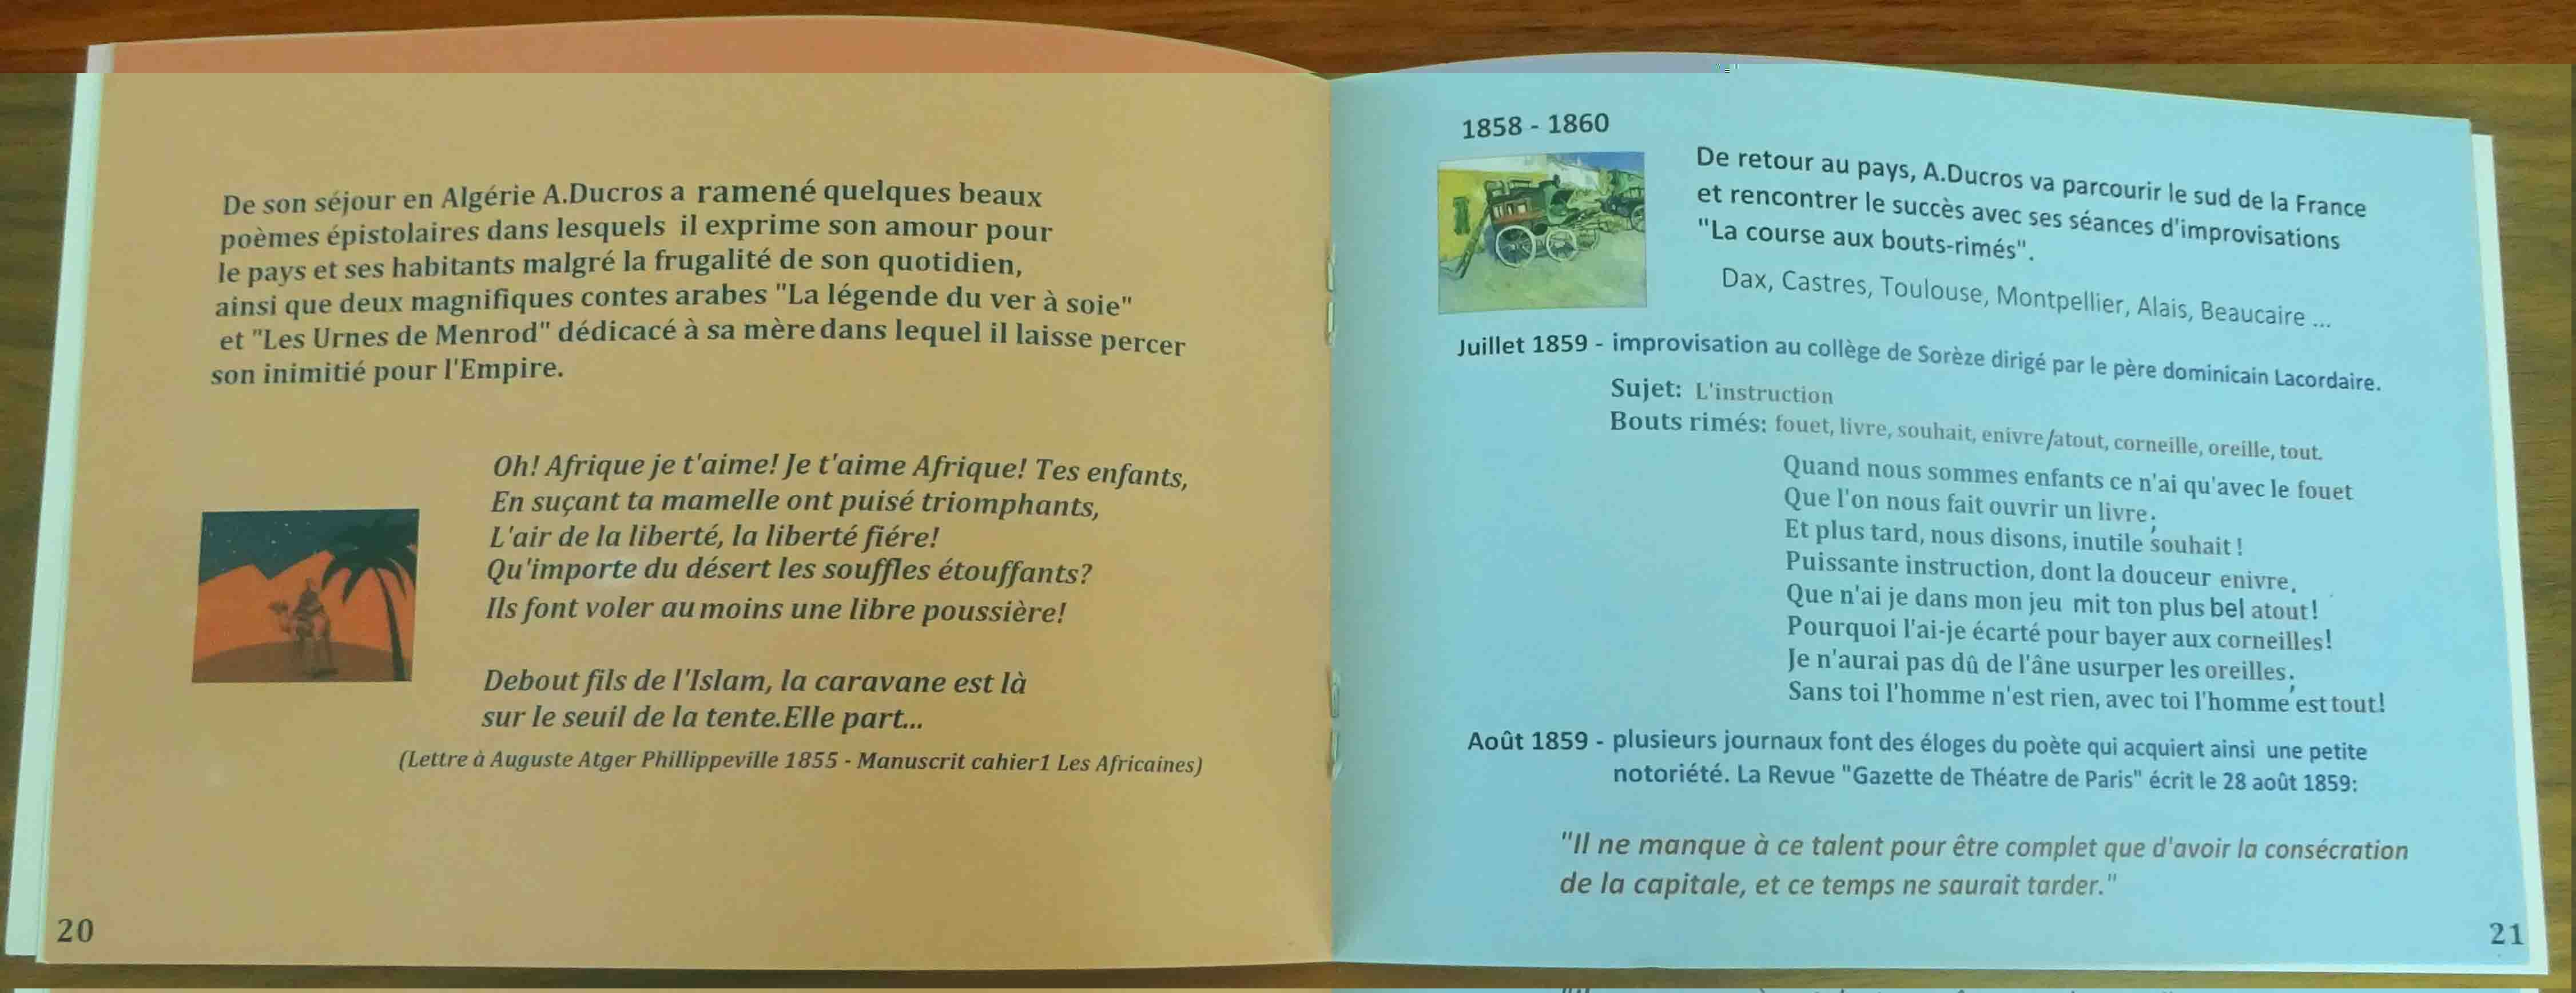 De son séjour en Algérie A.Ducros a ramené quelques beaux
poèmes épistolaires dans lesquels il exprime son amour pour
le pays et ses habitants malgré la frugalité de son quotidien,
ainsi que deux magnifiques contes arabes "La légende du ver à soie"
et "Les Urnes de Menrod" dédicacé à sa mère dans lequel il laisse percer
son inimitié pour l'Empire.
Oh! Afrique je t'aime! Je t'aime Afrique! Tes enfants,
En suçant ta mamelle ont puisé triomphants,
L'air de la liberté, la liberté fiére!
Qu'importe du désert les souffles étouffants?
Ils font voler au moins une libre poussière!
Debout fils de l'Islam, la caravane est là
sur le seuil de la tente.Elle part...
(Lettre à Auguste Atger Phillippeville 1855 - Manuscrit cahier1 Les Africaines)
20
1858 - 1860
De retour au pays, A.Ducros va parcourir le sud de la France
et rencontrer le succès avec ses séances d'improvisations
"La course aux bouts-rimés".
Dax, Castres, Toulouse, Montpellier, Alais, Beaucaire ...
Juillet 1859 - improvisation au collège de Sorèze dirigé par le père dominicain Lacordaire.
Sujet: L'instruction
Bouts rimés: fouet, livre, souhait, enivre/atout, corneille, oreille, tout.
Quand nous sommes enfants ce n'ai qu'avec le fouet
Que l'on nous fait ouvrir un livre;
Et plus tard, nous disons, inutile souhait !
Puissante instruction, dont la douceur enivre,
Que n'ai je dans mon jeu mit ton plus bel atout!
Pourquoi l'ai-je écarté pour bayer aux corneilles!
Je n'aurai pas dû de l'âne usurper les oreilles;
Sans toi l'homme n'est rien, avec toi l'homme est tout!
Août 1859 - plusieurs journaux font des éloges du poète qui acquiert ainsi une petite
notoriété. La Revue "Gazette de Théatre de Paris" écrit le 28 août 1859:
"Il ne manque à ce talent pour être complet que d'avoir la consécration
de la capitale, et ce temps ne saurait tarder."
21